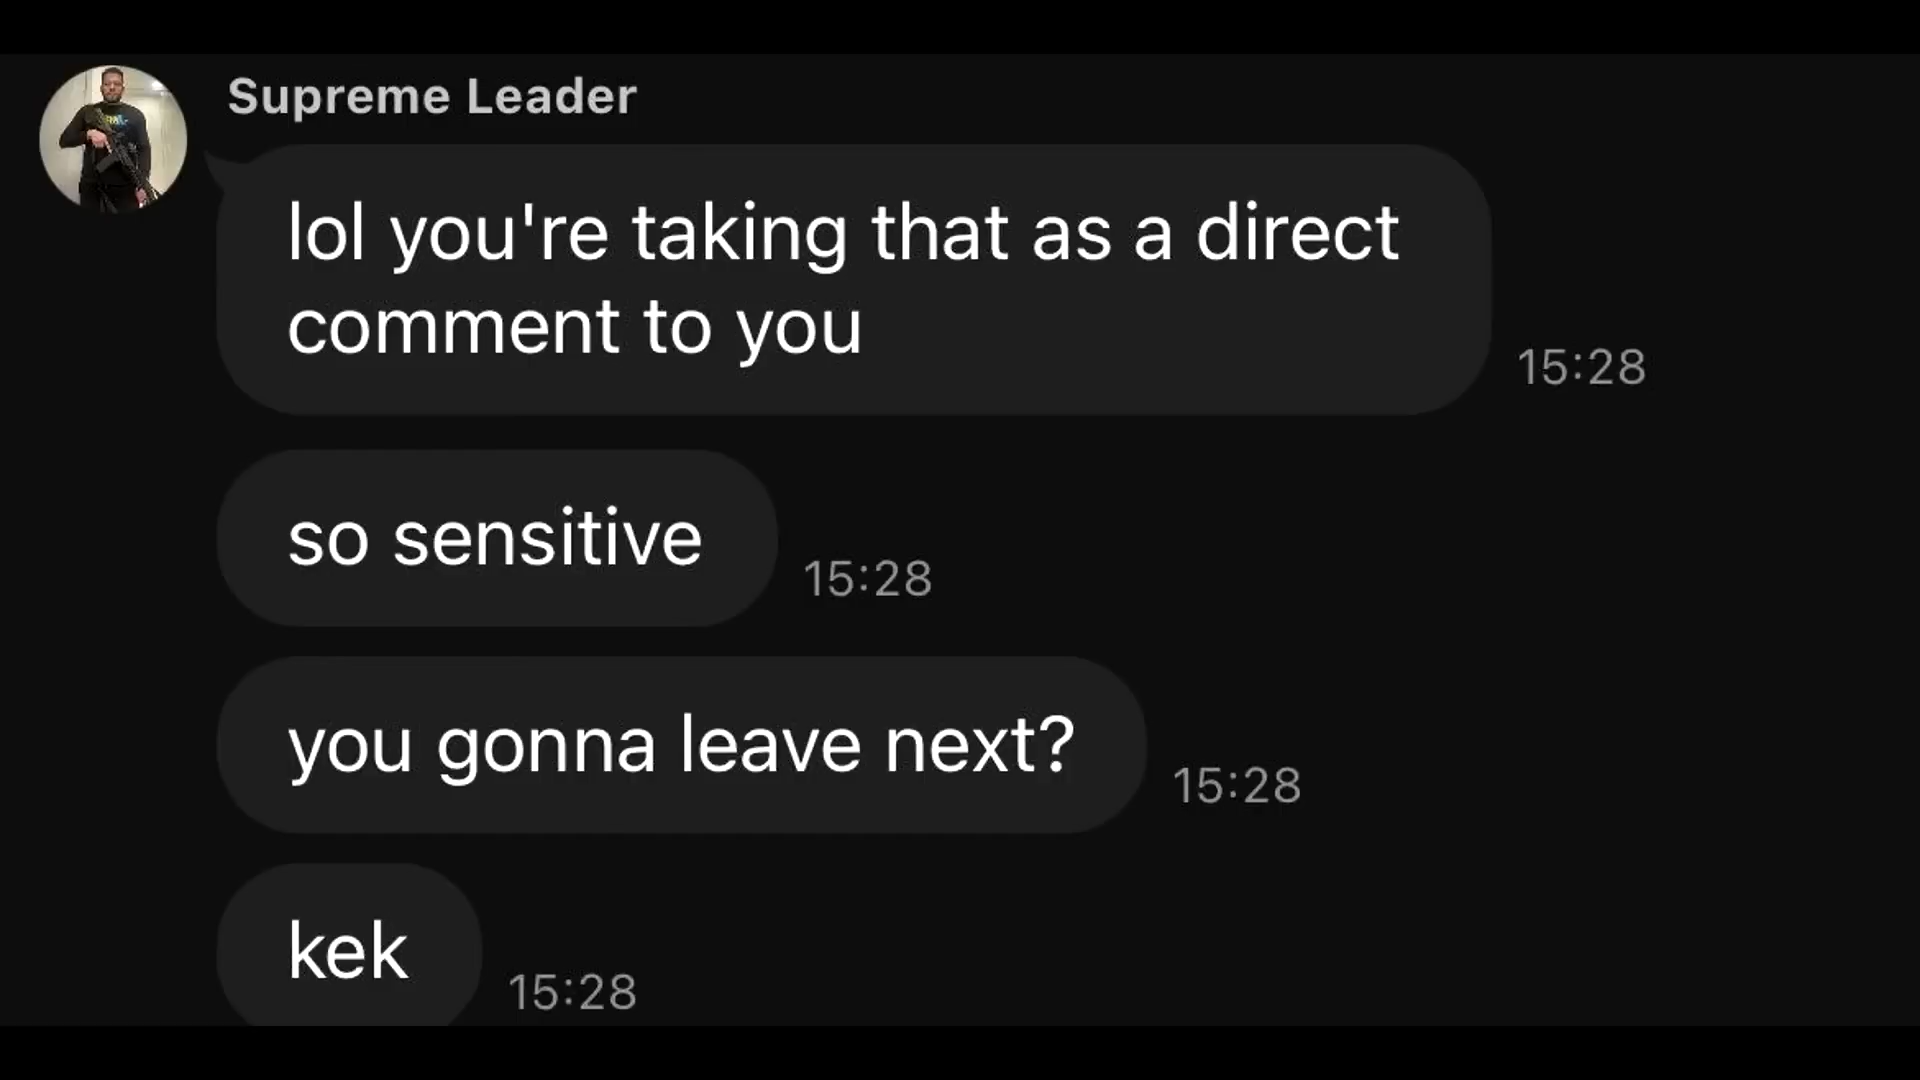 Supreme Leader
lol you're taking that as a direct
comment to you
15:28
so sensitive
15:28
you gonna leave next?
15:28
kek
15:28